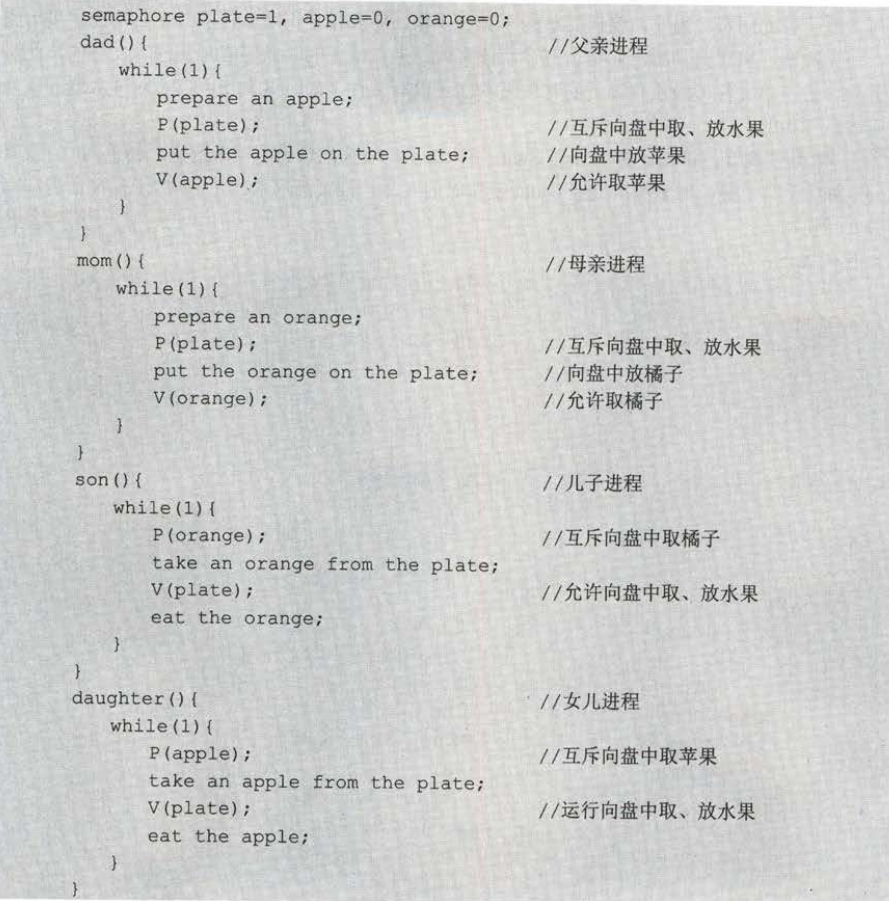 semaphore plate=1, apple=0, orange=0;
dad(){ //父亲进程
while(1){
prepare an apple;
P(plate); //互斥向盘中取、放水果
put the apple on the plate; //向盘中放苹果
V(apple); //允许取苹果
}
}
mom(){ //母亲进程
while(1){
prepare an orange;
P(plate); //互斥向盘中取、放水果
put the orange on the plate; //向盘中放橘子
V(orange); //允许取橘子
}
}
son(){ //儿子进程
while(1){
P(orange); //互斥向盘中取橘子
take an orange from the plate;
V(plate); //允许向盘中取、放水果
eat the orange;
}
}
daughter(){ //女儿进程
while(1){
P(apple); //互斥向盘中取苹果
take an apple from the plate;
V(plate); //运行向盘中取、放水果
eat the apple;
}
}